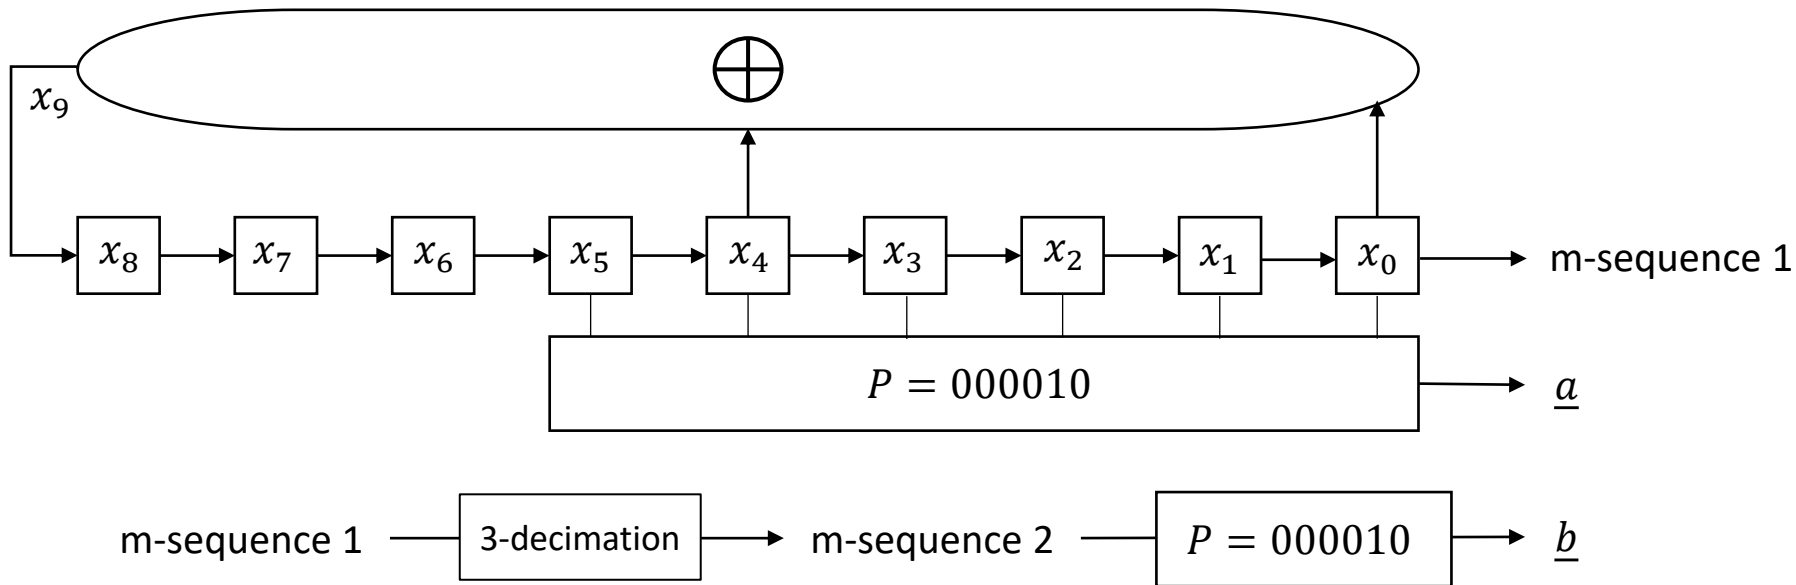 ⊕
x₉
x₈ x₇ x₆ x₅ x₄ x₃ x₂ x₁ x₀ m-sequence 1
P = 000010 a
m-sequence 1 3-decimation m-sequence 2 P = 000010 b